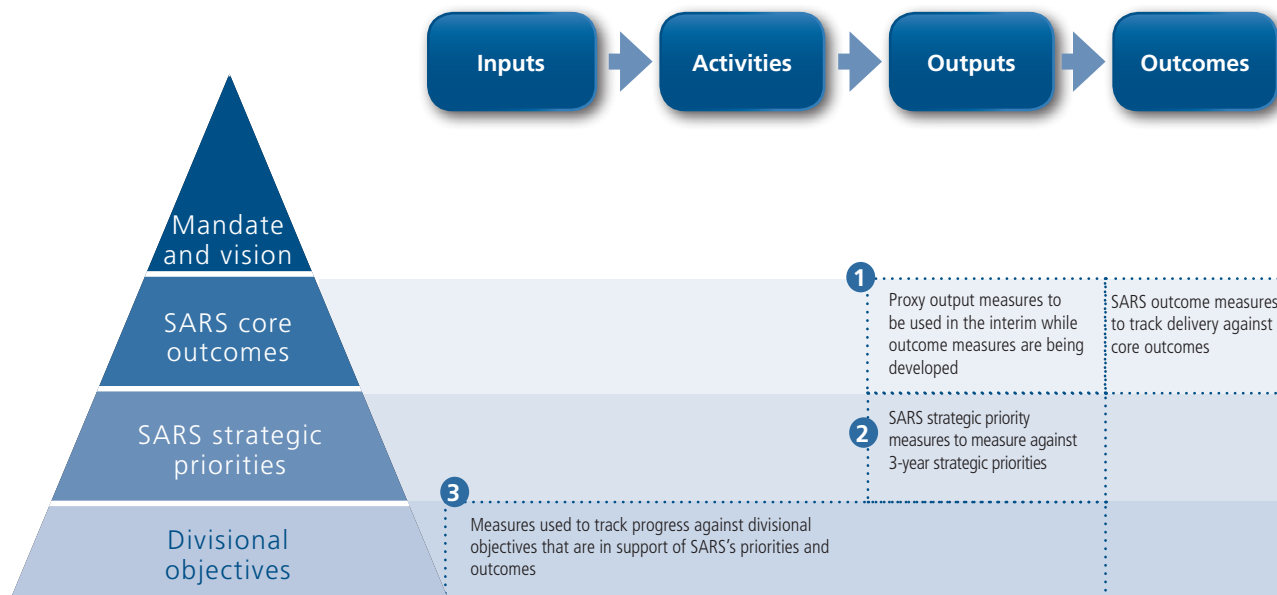 Inputs
Activities
Outputs
Outcomes
Mandate
and vision
SARS core
outcomes
1
Proxy output measures to
be used in the interim while
outcome measures are being
developed
SARS outcome measures
to track delivery against
core outcomes
SARS strategic
priorities
2
SARS strategic priority
measures to measure against
3-year strategic priorities
Divisional
objectives
3
Measures used to track progress against divisional
objectives that are in support of SARS's priorities and
outcomes